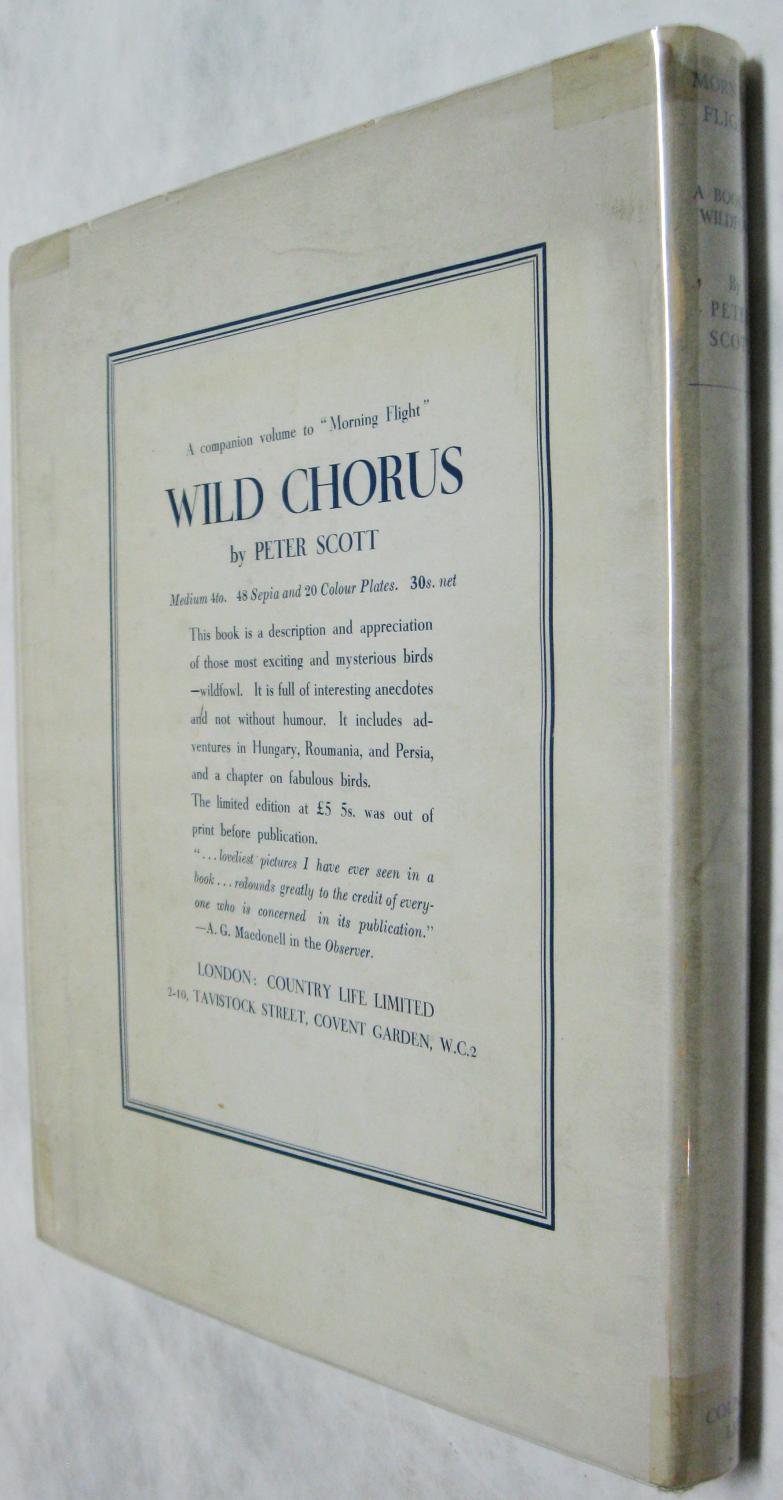 A companion volume to “Morning Flight”
WILD CHORUS
by PETER SCOTT
Medium 4to. 48 Sepia and 20 Colour Plates. 30s. net
This book is a description and appreciation
of those most exciting and mysterious birds
—wildfowl. It is full of interesting anecdotes
and not without humour. It includes ad-
ventures in Hungary, Roumania, and Persia,
and a chapter on fabulous birds.
The limited edition at £5 5s. was out of
print before publication.
“...loveliest pictures I have ever seen in a
book...redounds greatly to the credit of every-
one who is concerned in its publication.”
—A. G. Macdonell in the Observer.
LONDON: COUNTRY LIFE LIMITED
2-10, TAVISTOCK STREET, COVENT GARDEN, W.C.2
A
By